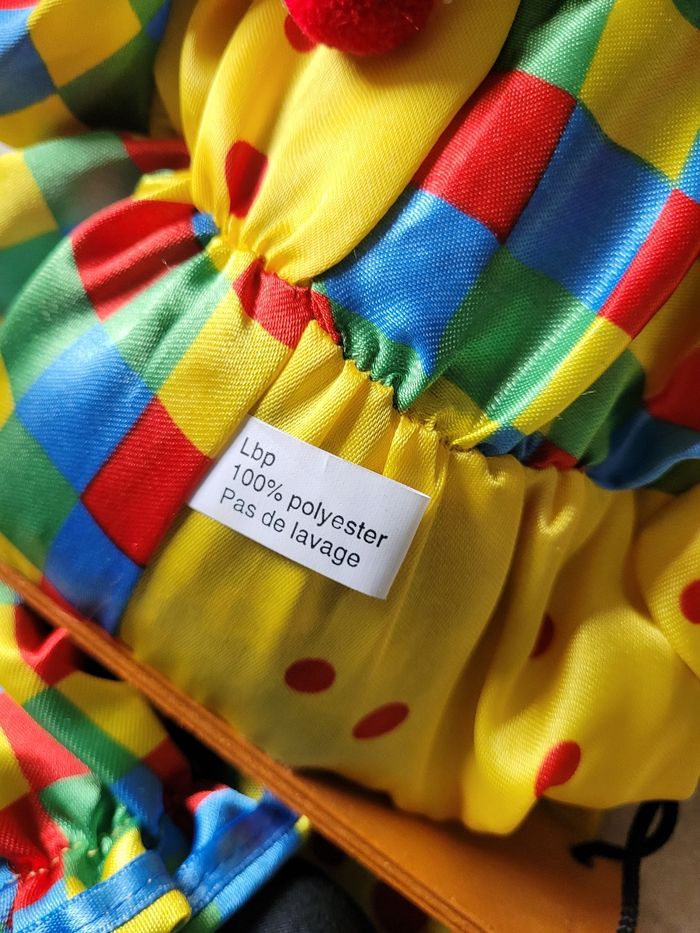 Lbp
100% polyester
Pas de lavage